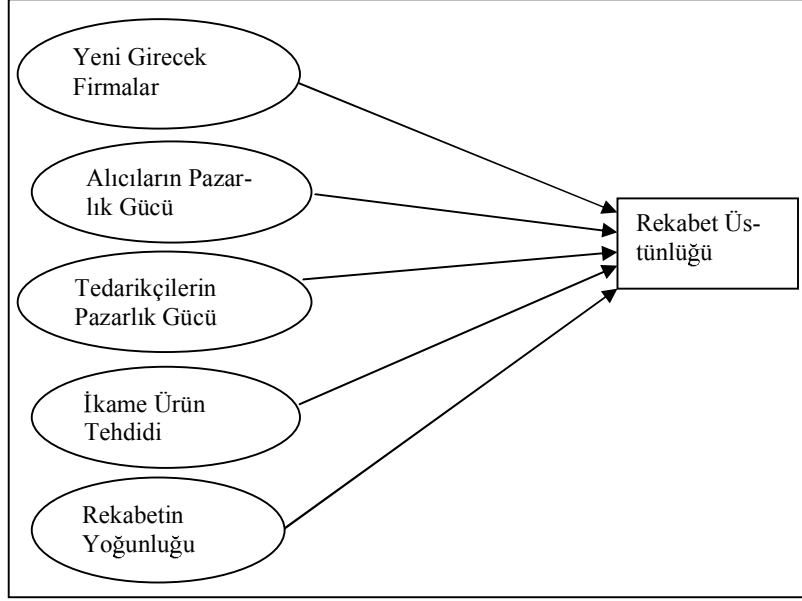 Yeni Girecek
Firmalar
Alıcıların Pazar-
lık Gücü
Tedarikçilerin
Pazarlık Gücü
İkame Ürün
Tehdidi
Rekabetin
Yoğunluğu
Rekabet Üs-
tünlüğü